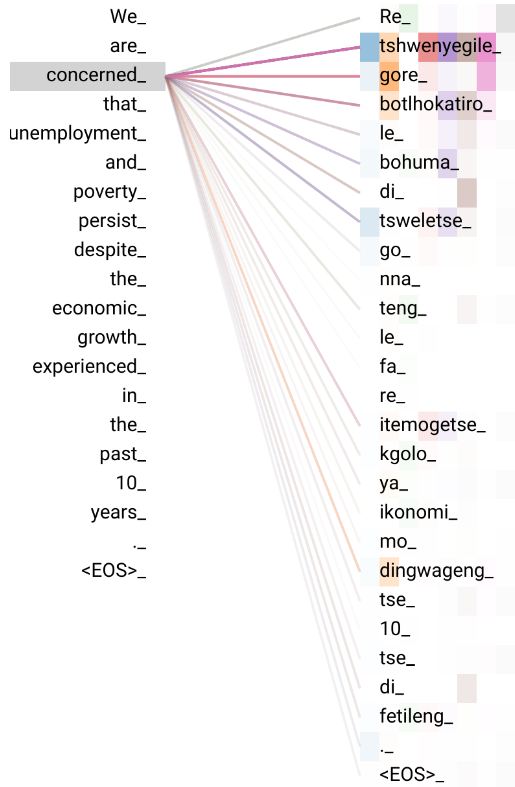 We_ Re_
are_ tshwenyegile_
concerned_ gore_
that_ botlhokatiro_
unemployment_ le_
and_ bohuma_
poverty_ di_
persist_ tsweletse_
despite_ go_
the_ nna_
economic_ teng_
growth_ le_
experienced_ fa_
in_ re_
the_ itemogetse_
past_ kgolo_
10_ ya_
years_ ikonomi_
._ mo_
<EOS>_ dingwageng_
tse_
10_
tse_
di_
fetileng_
._
<EOS>_